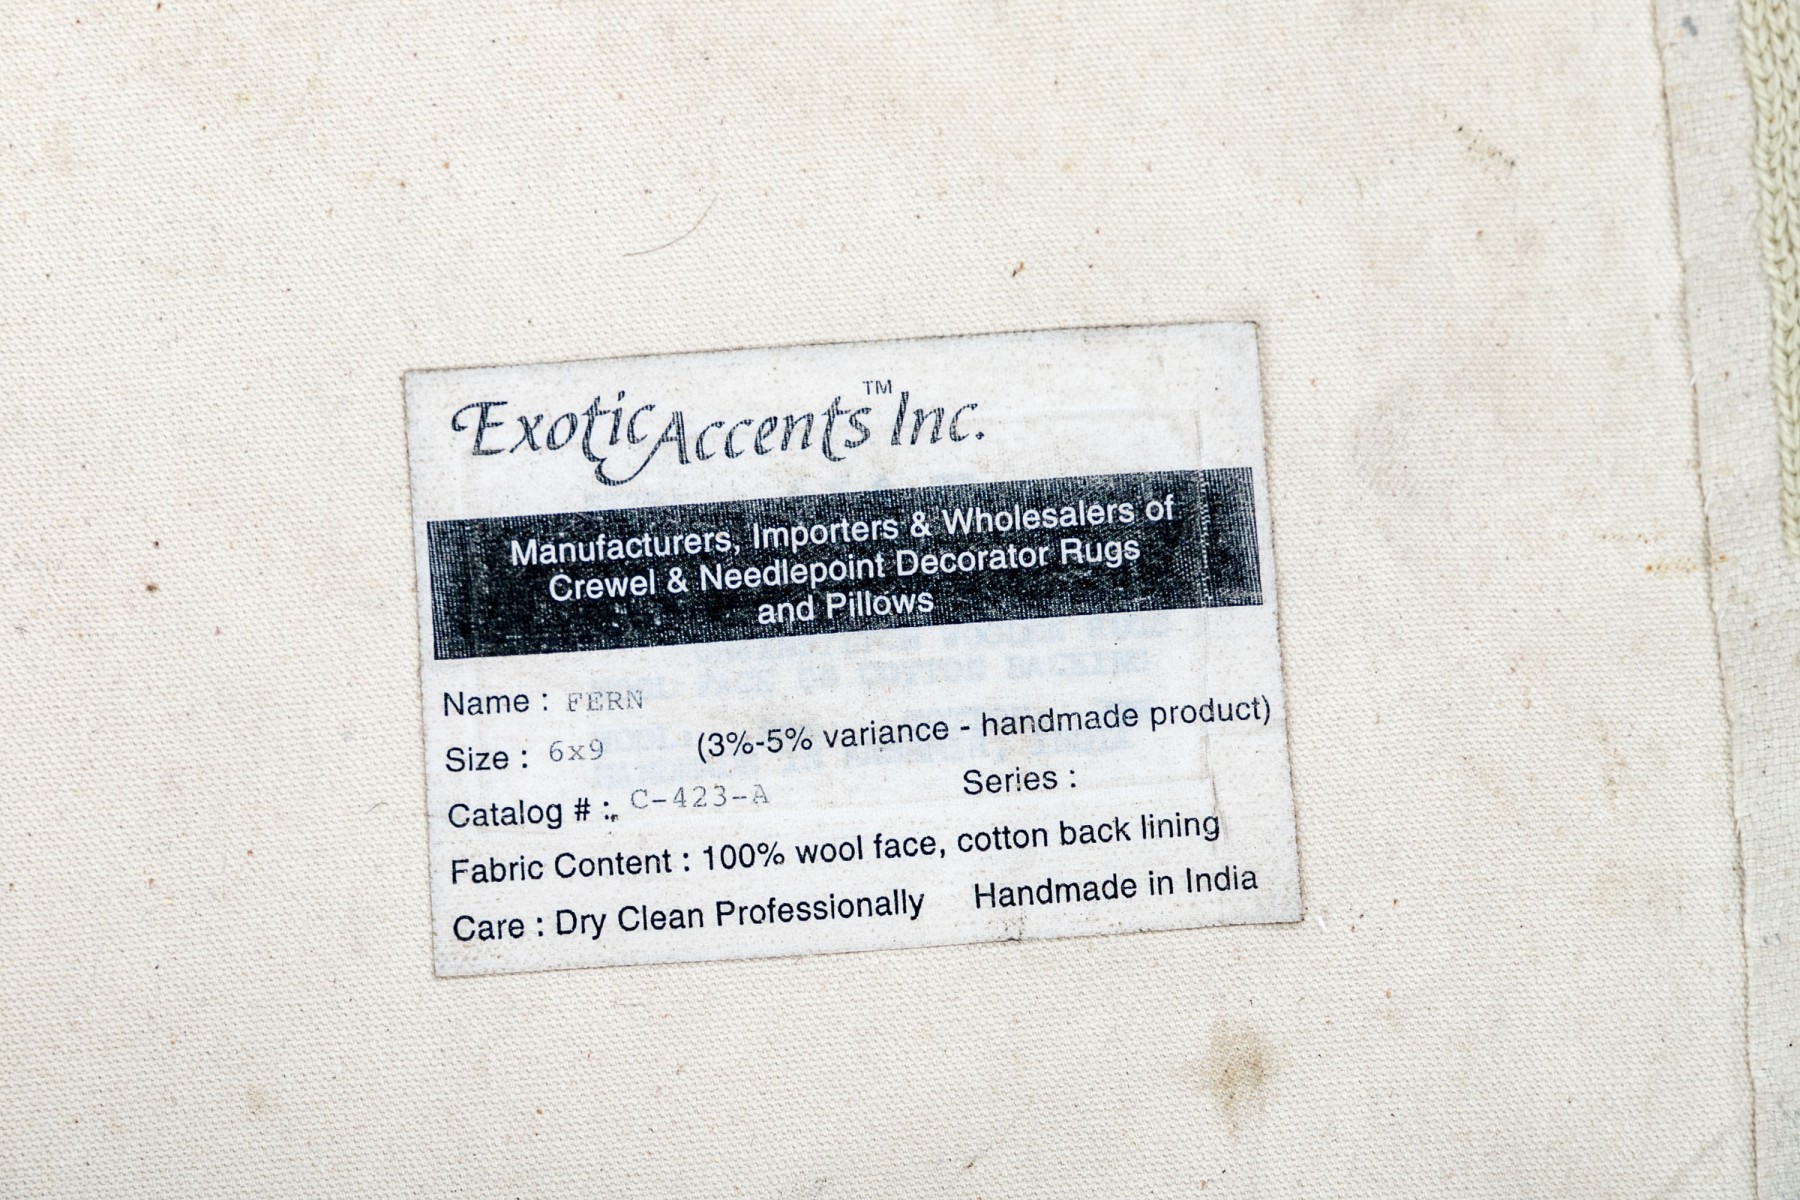 Exotic Accents™ Inc.
Manufacturers, Importers & Wholesalers of
Crewel & Needlepoint Decorator Rugs
and Pillows
Name : FERN
Size : 6x9 (3%-5% variance - handmade product)
Catalog # : C-423-A Series :
Fabric Content : 100% wool face, cotton back lining
Care : Dry Clean Professionally Handmade in India